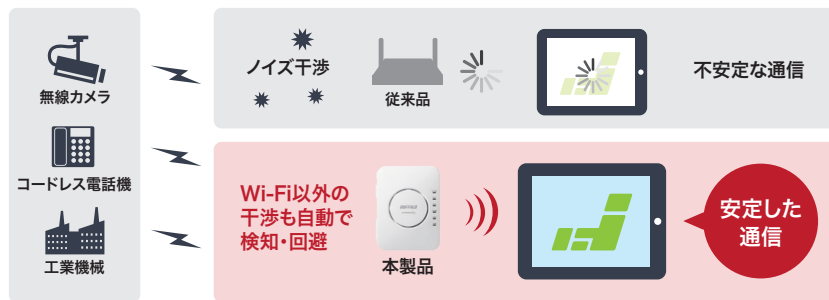 無線カメラ
コードレス電話機
工業機械
ノイズ干渉
従来品
不安定な通信
Wi-Fi以外の
干渉も自動で
検知・回避
BUFFALO
本製品
安定した
通信